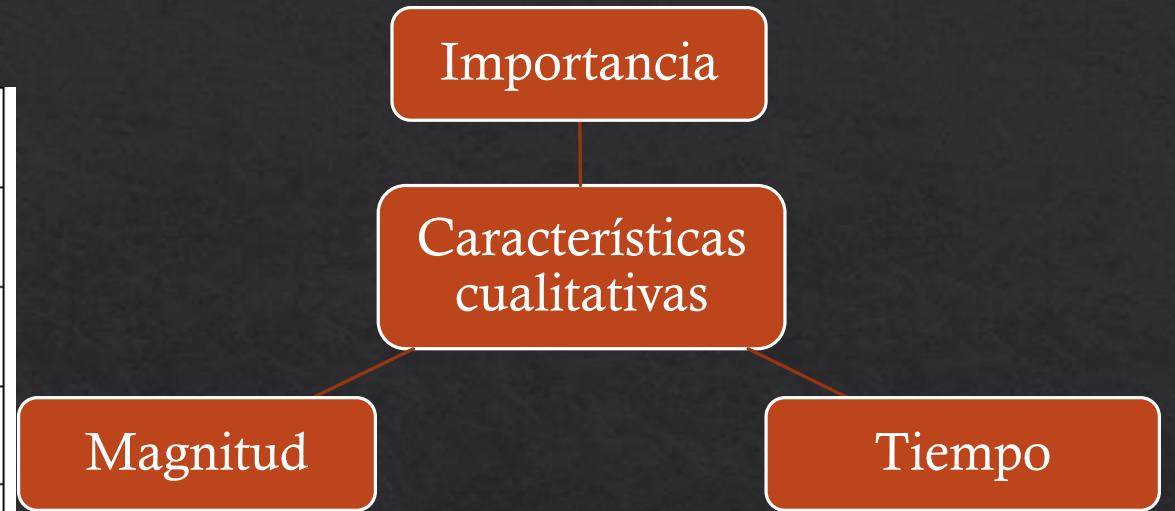 Importancia
Características
cualitativas
Magnitud
Tiempo